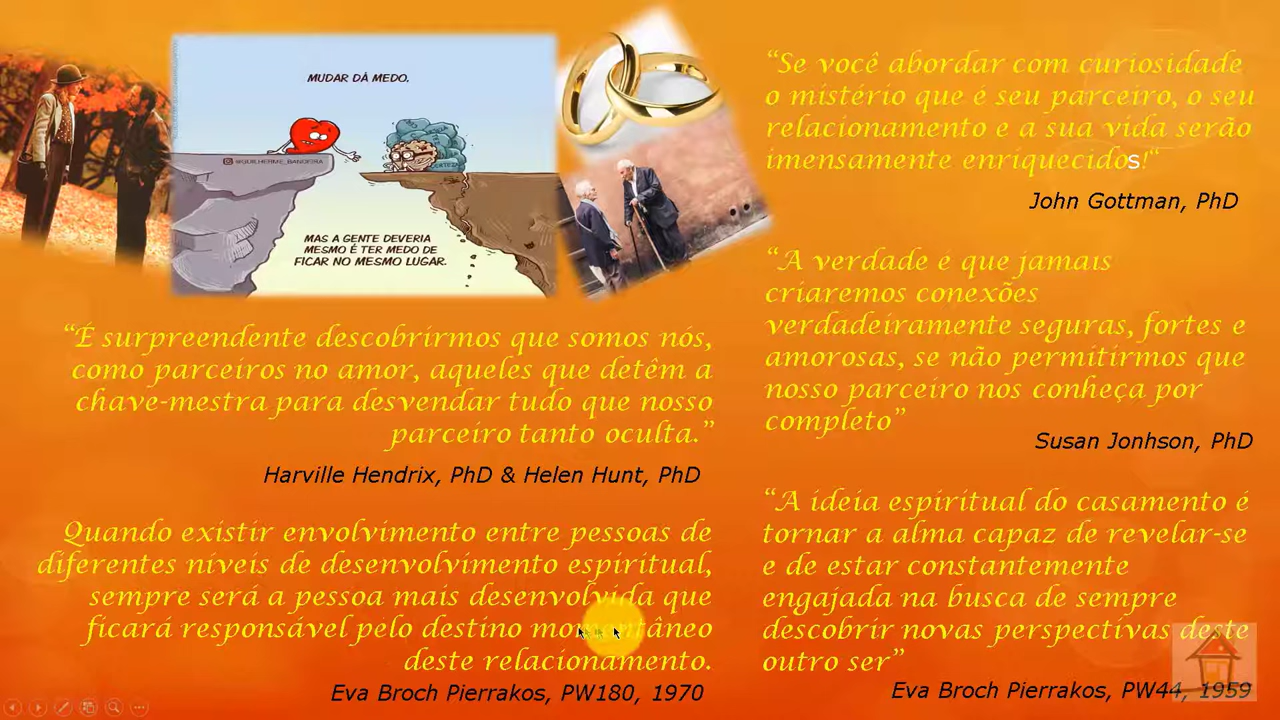 MUDAR DÁ MEDO.
@GUILHERME_BANDEIRA
MAS A GENTE DEVERIA
MESMO É TER MEDO DE
FICAR NO MESMO LUGAR.
“É surpreendente descobrirmos que somos nós,
como parceiros no amor, aqueles que detêm a
chave-mestra para desvendar tudo que nosso
parceiro tanto oculta.”
Harville Hendrix, PhD & Helen Hunt, PhD
Quando existir envolvimento entre pessoas de
diferentes níveis de desenvolvimento espiritual,
sempre será a pessoa mais desenvolvida que
ficará responsável pelo destino momentâneo
deste relacionamento.
Eva Broch Pierrakos, PW180, 1970
“Se você abordar com curiosidade
o mistério que é seu parceiro, o seu
relacionamento e a sua vida serão
imensamente enriquecidos!“
John Gottman, PhD
“A verdade é que jamais
criaremos conexões
verdadeiramente seguras, fortes e
amorosas, se não permitirmos que
nosso parceiro nos conheça por
completo”
Susan Jonhson, PhD
“A ideia espiritual do casamento é
tornar a alma capaz de revelar-se
e de estar constantemente
engajada na busca de sempre
descobrir novas perspectivas deste
outro ser”
Eva Broch Pierrakos, PW44, 1959